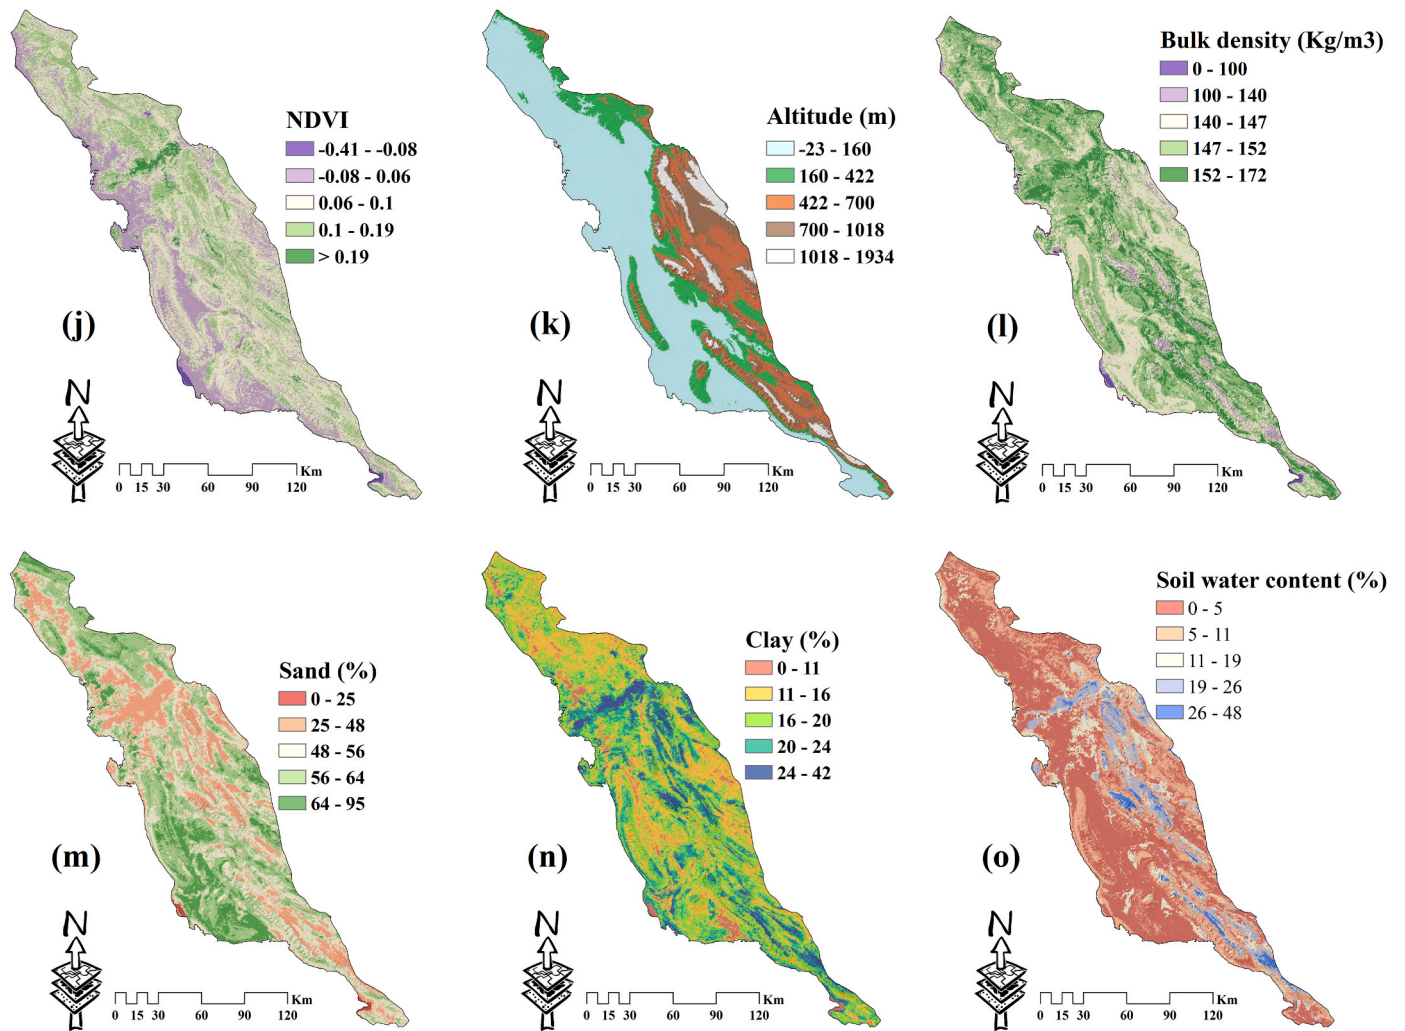 NDVI
-0.41 - -0.08
-0.08 - 0.06
0.06 - 0.1
0.1 - 0.19
> 0.19
(j)
N
Km
0 15 30 60 90 120
Altitude (m)
-23 - 160
160 - 422
422 - 700
700 - 1018
1018 - 1934
(k)
N
Km
0 15 30 60 90 120
Bulk density (Kg/m3)
0 - 100
100 - 140
140 - 147
147 - 152
152 - 172
(l)
N
Km
0 15 30 60 90 120
Sand (%)
0 - 25
25 - 48
48 - 56
56 - 64
64 - 95
(m)
N
Km
0 15 30 60 90 120
Clay (%)
0 - 11
11 - 16
16 - 20
20 - 24
24 - 42
(n)
N
Km
0 15 30 60 90 120
Soil water content (%)
0 - 5
5 - 11
11 - 19
19 - 26
26 - 48
(o)
N
Km
0 15 30 60 90 120